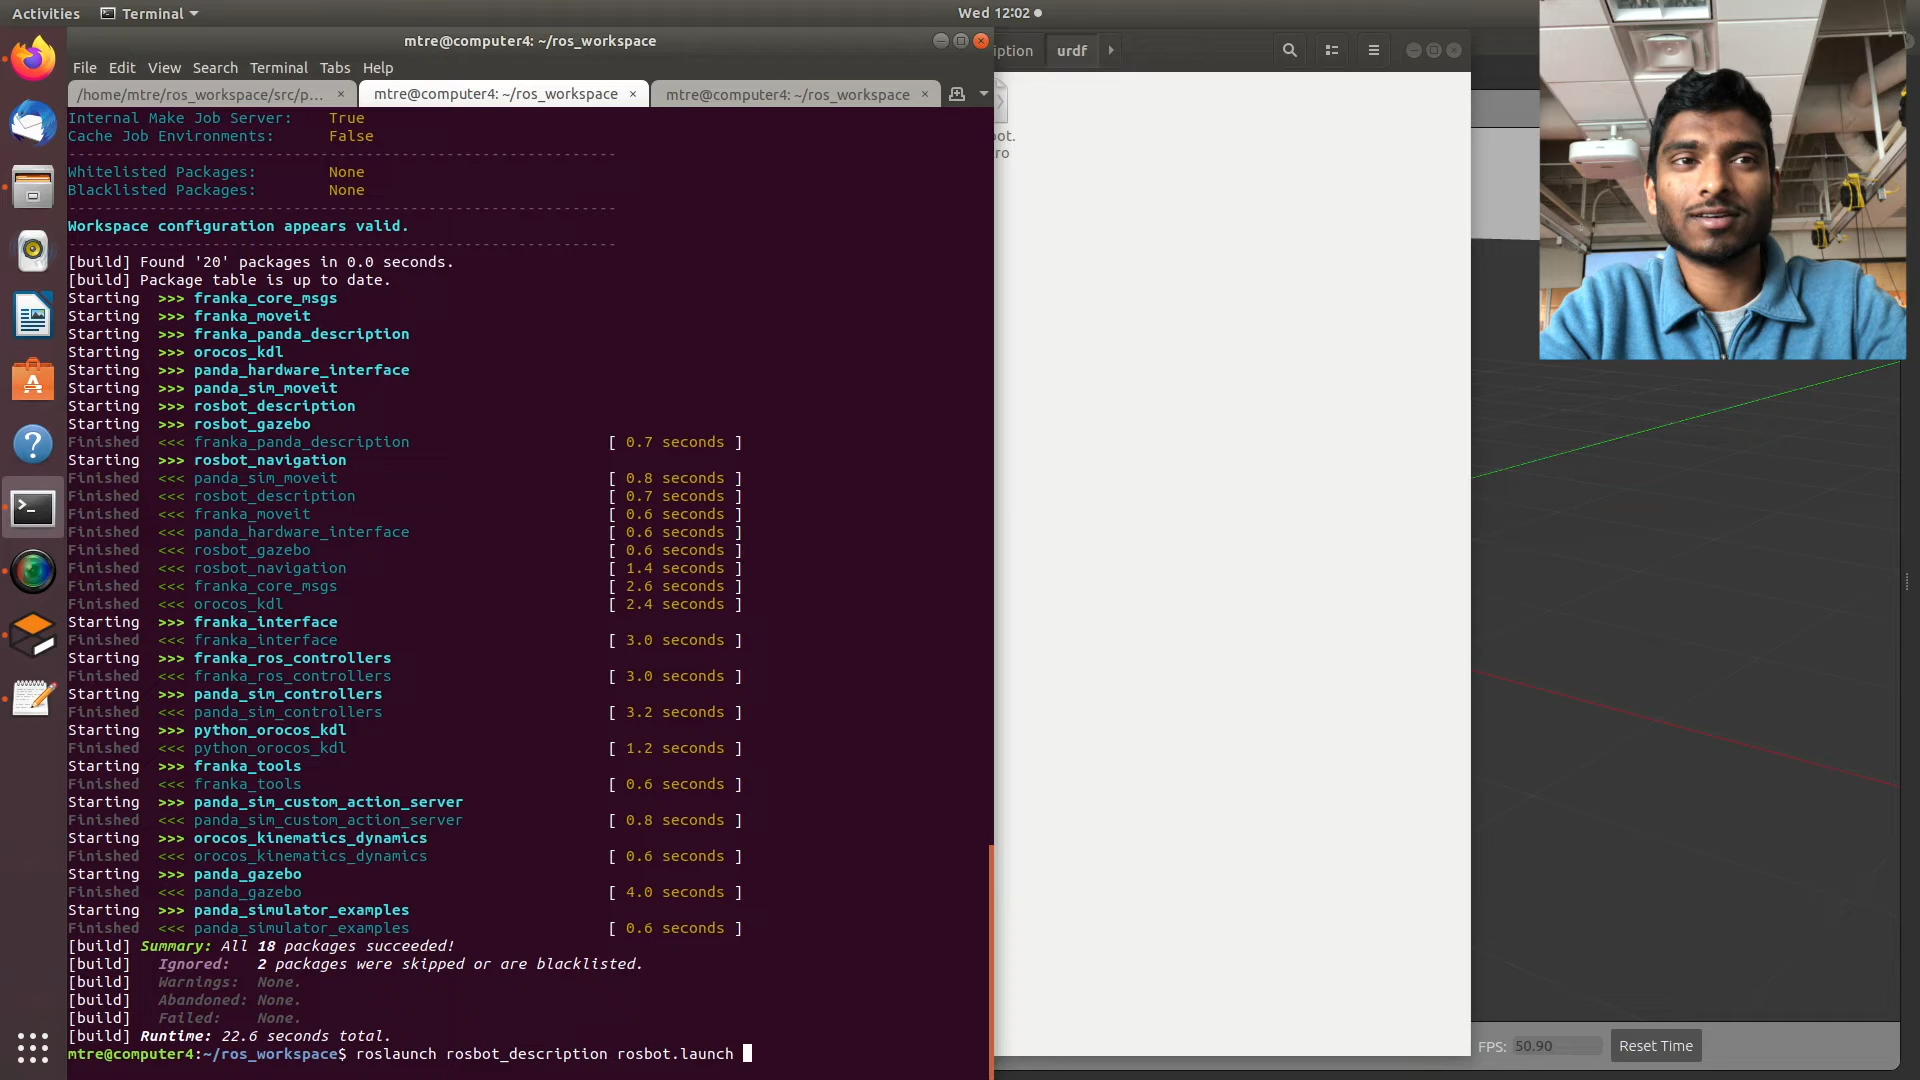 Activities Terminal Wed 12:02
mtre@computer4: ~/ros_workspace
iption urdf
File Edit View Search Terminal Tabs Help
/home/mtre/ros_workspace/src/p... × mtre@computer4: ~/ros_workspace × mtre@computer4: ~/ros_workspace ×
Internal Make Job Server: True
Cache Job Environments: False
-------------------------------------------------------------
Whitelisted Packages: None
Blacklisted Packages: None
-------------------------------------------------------------
Workspace configuration appears valid.
-------------------------------------------------------------
[build] Found '20' packages in 0.0 seconds.
[build] Package table is up to date.
Starting >>> franka_core_msgs
Starting >>> franka_moveit
Starting >>> franka_panda_description
Starting >>> orocos_kdl
Starting >>> panda_hardware_interface
Starting >>> panda_sim_moveit
Starting >>> rosbot_description
Starting >>> rosbot_gazebo
Finished <<< franka_panda_description [ 0.7 seconds ]
Starting >>> rosbot_navigation
Finished <<< panda_sim_moveit [ 0.8 seconds ]
Finished <<< rosbot_description [ 0.7 seconds ]
Finished <<< franka_moveit [ 0.6 seconds ]
Finished <<< panda_hardware_interface [ 0.6 seconds ]
Finished <<< rosbot_gazebo [ 0.6 seconds ]
Finished <<< rosbot_navigation [ 1.4 seconds ]
Finished <<< franka_core_msgs [ 2.6 seconds ]
Finished <<< orocos_kdl [ 2.4 seconds ]
Starting >>> franka_interface
Finished <<< franka_interface [ 3.0 seconds ]
Starting >>> franka_ros_controllers
Finished <<< franka_ros_controllers [ 3.0 seconds ]
Starting >>> panda_sim_controllers
Finished <<< panda_sim_controllers [ 3.2 seconds ]
Starting >>> python_orocos_kdl
Finished <<< python_orocos_kdl [ 1.2 seconds ]
Starting >>> franka_tools
Finished <<< franka_tools [ 0.6 seconds ]
Starting >>> panda_sim_custom_action_server
Finished <<< panda_sim_custom_action_server [ 0.8 seconds ]
Starting >>> orocos_kinematics_dynamics
Finished <<< orocos_kinematics_dynamics [ 0.6 seconds ]
Starting >>> panda_gazebo
Finished <<< panda_gazebo [ 4.0 seconds ]
Starting >>> panda_simulator_examples
Finished <<< panda_simulator_examples [ 0.6 seconds ]
[build] Summary: All 18 packages succeeded!
[build] Ignored: 2 packages were skipped or are blacklisted.
[build] Warnings: None.
[build] Abandoned: None.
[build] Failed: None.
[build] Runtime: 22.6 seconds total.
mtre@computer4:~/ros_workspace$ roslaunch rosbot_description rosbot.launch
ot.
ro
FPS: 50.90 Reset Time